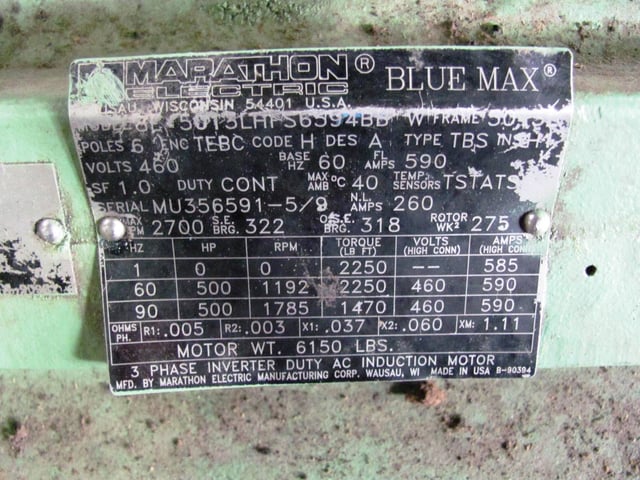 MARATHON® BLUE MAX®
ELECTRIC
WISCONSIN 54401 U.S.A.
W FRAME
POLES 6 ENC TEBC CODE H DES A TYPE TBS INS H
VOLTS 460 BASE HZ 60 FL AMPS 590
SF 1.0 DUTY CONT MAX AMB °C 40 TEMP. SENSORS TSTATS
SERIAL MU356591-5/9 N.L. AMPS 260
MAX 2700 S.E. BRG. 322 O.S.E. BRG. 318 ROTOR WK² 275
HZ HP RPM TORQUE (LB FT) VOLTS (HIGH CONN) AMPS (HIGH CONN)
1 0 0 2250 -- 585
60 500 1192 2250 460 590
90 500 1785 1470 460 590
OHMS PH. R1: .005 R2: .003 X1: .037 X2: .060 XM: 1.11
MOTOR WT. 6150 LBS.
3 PHASE INVERTER DUTY AC INDUCTION MOTOR
MFD. BY MARATHON ELECTRIC MANUFACTURING CORP. WAUSAU, WI MADE IN USA B-90394